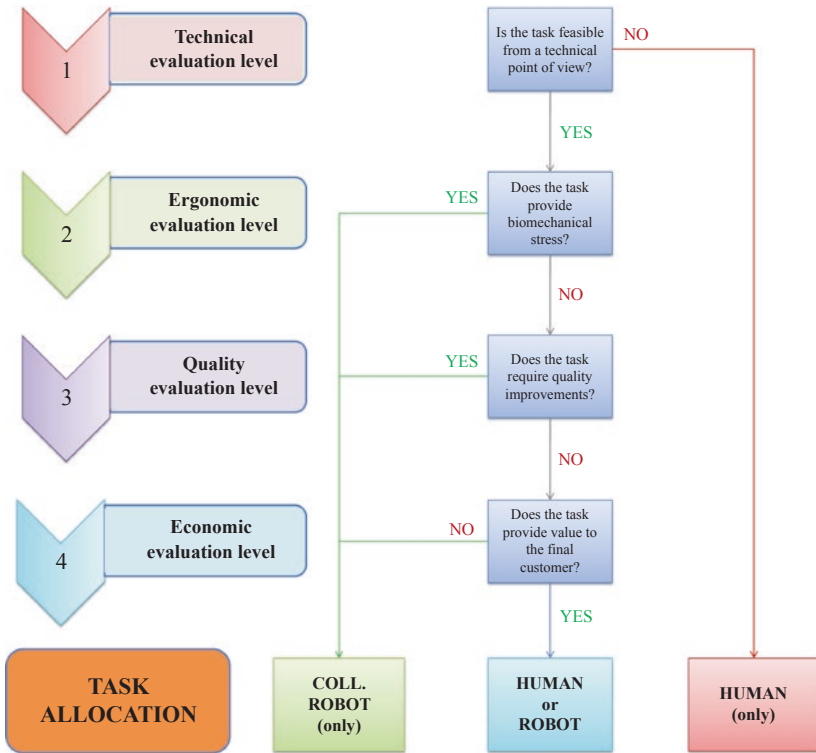 1
Technical
evaluation level
Is the task feasible
from a technical
point of view?
NO
YES
2
Ergonomic
evaluation level
YES
Does the task
provide
biomechanical
stress?
NO
3
Quality
evaluation level
YES
Does the task
require quality
improvements?
NO
4
Economic
evaluation level
NO
Does the task
provide value to
the final
customer?
YES
TASK
ALLOCATION
COLL.
ROBOT
(only)
HUMAN
or
ROBOT
HUMAN
(only)